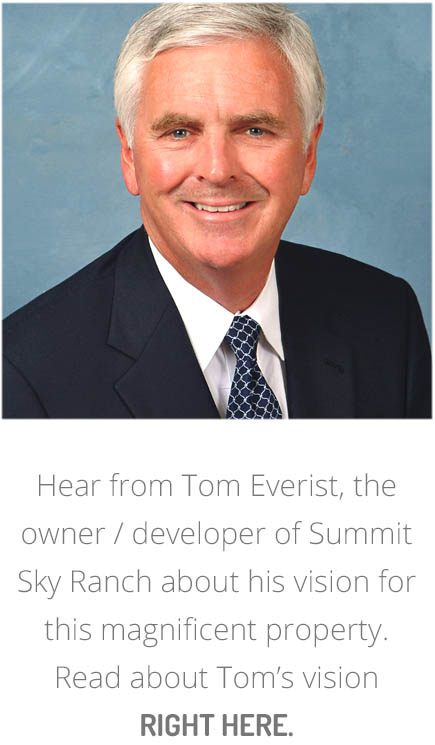 Hear from Tom Everist, the
owner / developer of Summit
Sky Ranch about his vision for
this magnificent property.
Read about Tom’s vision
RIGHT HERE.